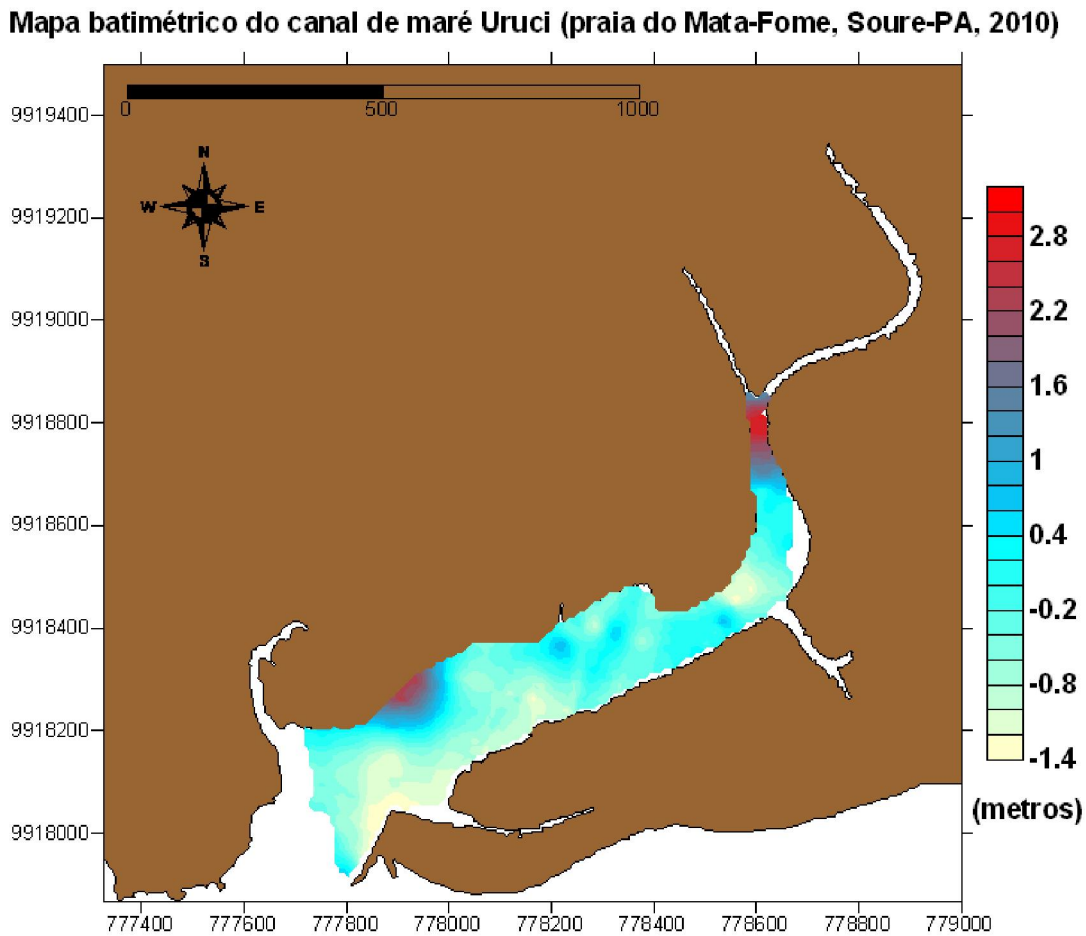 Mapa batimétrico do canal de maré Uruci (praia do Mata-Fome, Soure-PA, 2010)
0 500 1000
N
W E
S
9919400
9919200
9919000
9918800
9918600
9918400
9918200
9918000
777400 777600 777800 778000 778200 778400 778600 778800 779000
2.8
2.2
1.6
1
0.4
-0.2
-0.8
-1.4
(metros)